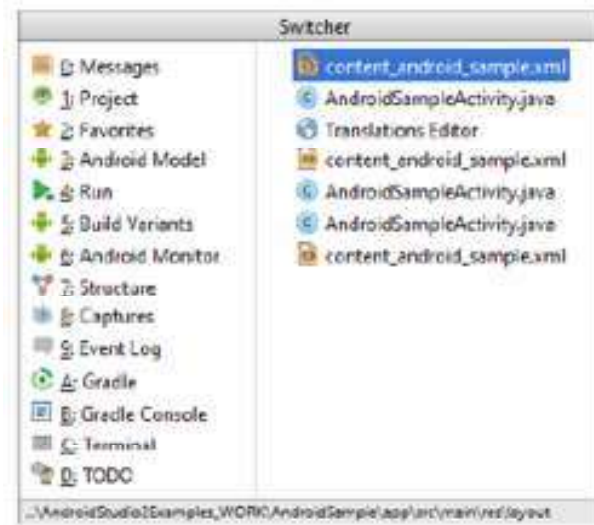 Switcher
0: Messages
1: Project
2: Favorites
3: Android Model
4: Run
5: Build Variants
6: Android Monitor
7: Structure
8: Captures
9: Event Log
A: Gradle
B: Gradle Console
C: Terminal
D: TODO
content_android_sample.xml
AndroidSampleActivity.java
Translations Editor
content_android_sample.xml
AndroidSampleActivity.java
AndroidSampleActivity.java
content_android_sample.xml
...\AndroidStudio2Examples_WORK\AndroidSample\app\src\main\res\layout